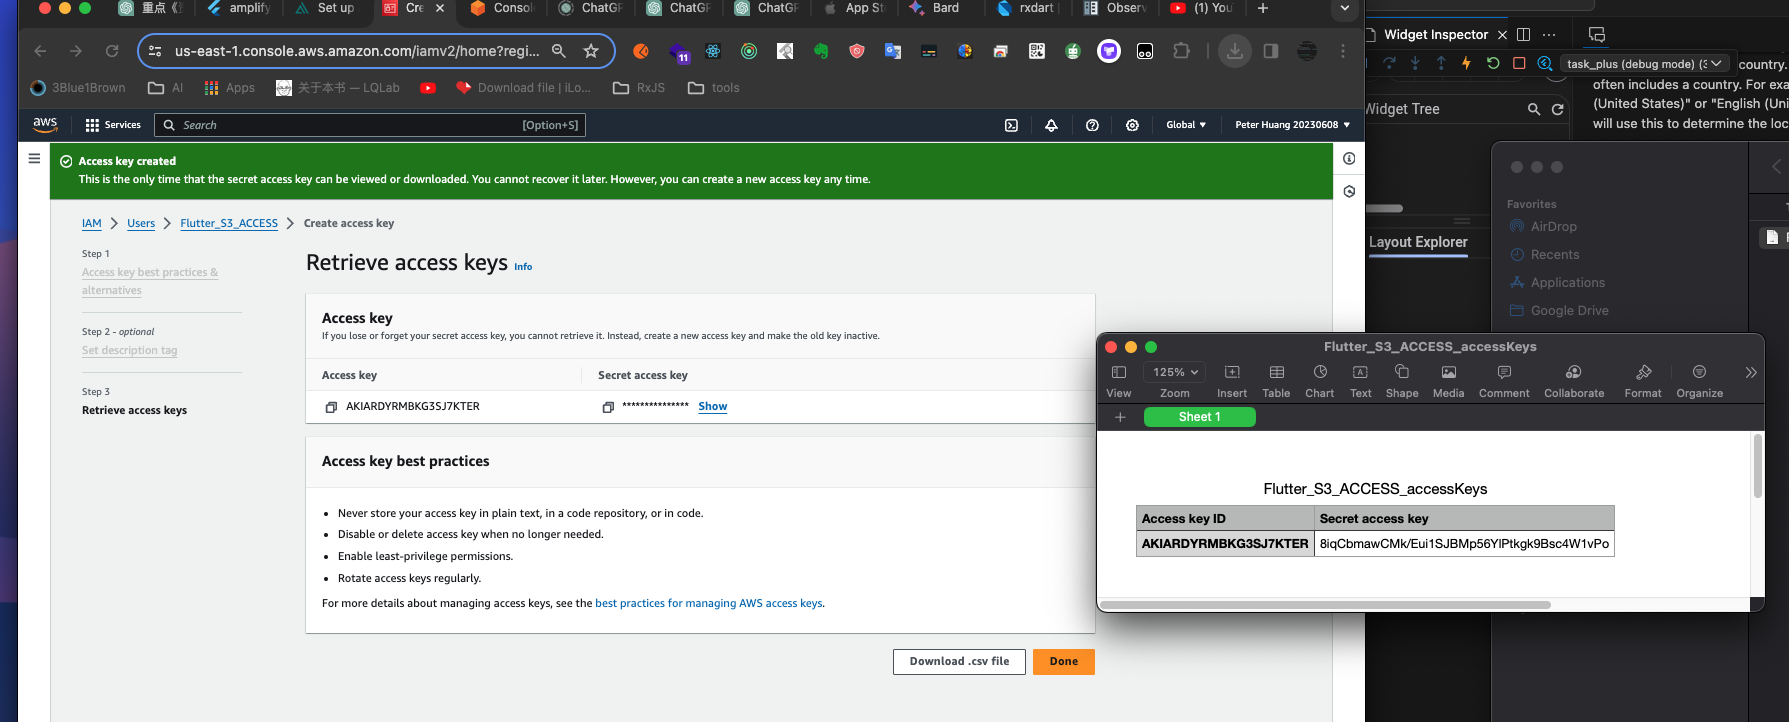 重点《
amplify
Set up
Cre
Conso
ChatGP
ChatGP
ChatGP
App St
Bard
rxdart
Observ
(1) You
us-east-1.console.aws.amazon.com/iamv2/home?regi...
11
3Blue1Brown
AI
Apps
关于本书 — LQLab
Download file | iLo...
RxJS
tools
aws
Services
Search
[Option+S]
Global
Peter Huang 20230608
Access key created
This is the only time that the secret access key can be viewed or downloaded. You cannot recover it later. However, you can create a new access key any time.
IAM
Users
Flutter_S3_ACCESS
Create access key
Step 1
Access key best practices &
alternatives
Step 2 - optional
Set description tag
Step 3
Retrieve access keys
Retrieve access keys Info
Access key
If you lose or forget your secret access key, you cannot retrieve it. Instead, create a new access key and make the old key inactive.
Access key
Secret access key
AKIARDYRMBKG3SJ7KTER
***************
Show
Access key best practices
Never store your access key in plain text, in a code repository, or in code.
Disable or delete access key when no longer needed.
Enable least-privilege permissions.
Rotate access keys regularly.
For more details about managing access keys, see the best practices for managing AWS access keys.
Download .csv file
Done
Widget Inspector
task_plus (debug mode) (
country.
often includes a country. For exa
(United States)" or "English (Uni
will use this to determine the loc
Widget Tree
Layout Explorer
Favorites
AirDrop
Recents
Applications
Google Drive
Flutter_S3_ACCESS_accessKeys
125%
View
Zoom
Insert
Table
Chart
Text
Shape
Media
Comment
Collaborate
Format
Organize
Sheet 1
Flutter_S3_ACCESS_accessKeys
Access key ID
Secret access key
AKIARDYRMBKG3SJ7KTER
[secret access key redacted]